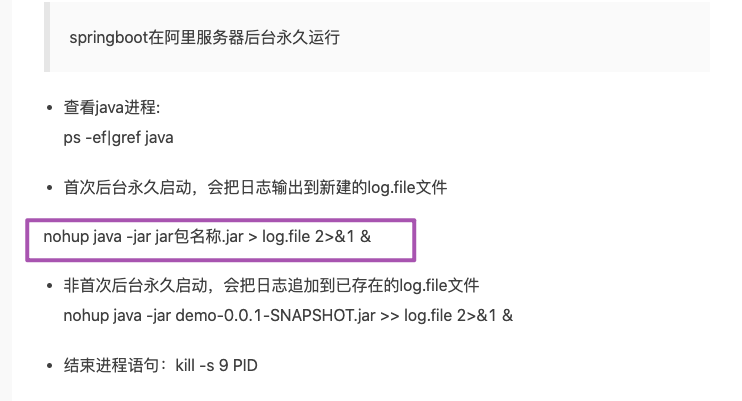 springboot在阿里服务器后台永久运行
查看java进程:
ps -ef|gref java
首次后台永久启动，会把日志输出到新建的log.file文件
nohup java -jar jar包名称.jar > log.file 2>&1 &
非首次后台永久启动，会把日志追加到已存在的log.file文件
nohup java -jar demo-0.0.1-SNAPSHOT.jar >> log.file 2>&1 &
结束进程语句：kill -s 9 PID